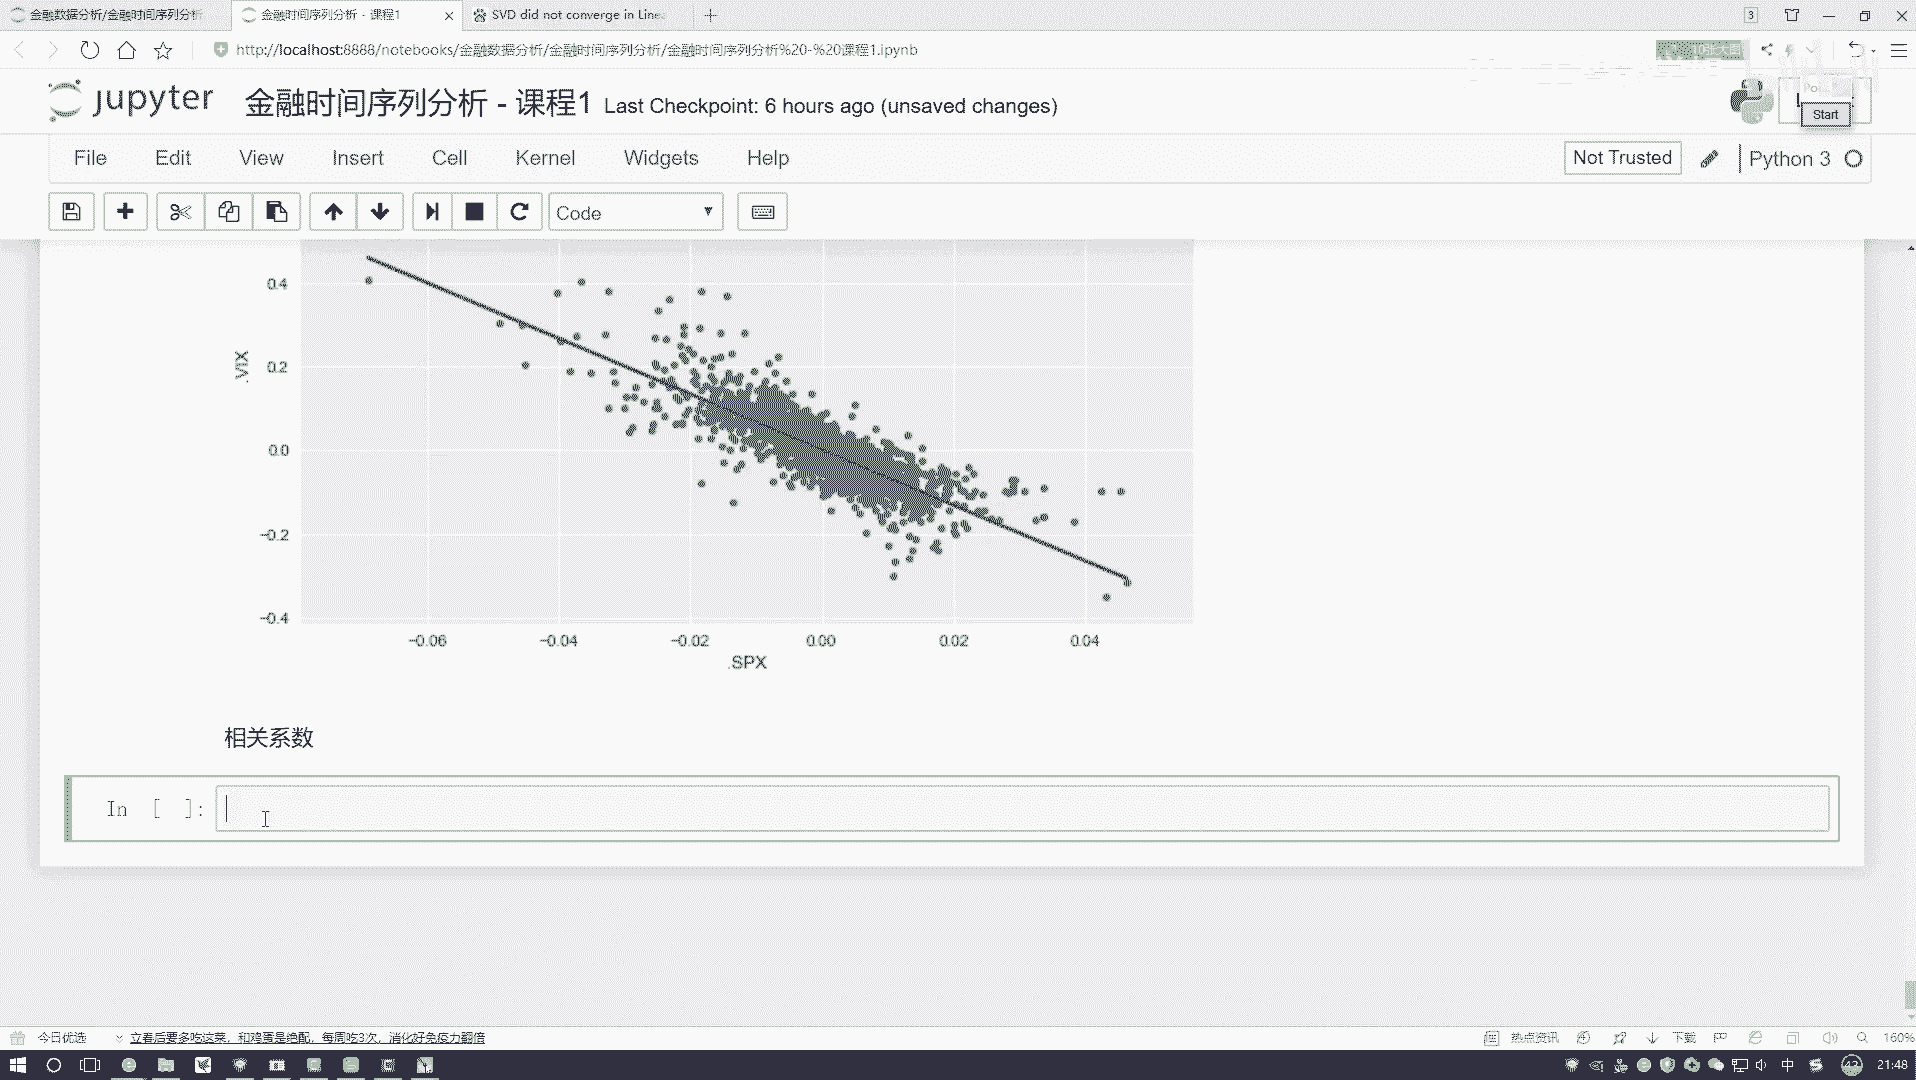 金融数据分析/金融时间序列分析
金融时间序列分析 - 课程1
SVD did not converge in Linea
3
http://localhost:8888/notebooks/金融数据分析/金融时间序列分析/金融时间序列分析%20-%20课程1.ipynb
jupyter
金融时间序列分析 - 课程1
Last Checkpoint: 6 hours ago (unsaved changes)
Start
File Edit View Insert Cell Kernel Widgets Help
Not Trusted
Python 3
Code
0.4
0.2
0.0
−0.2
−0.4
.VIX
−0.06 −0.04 −0.02 0.00 0.02 0.04
.SPX
相关系数
In [ ]:
今日优选
立春后要多吃这菜，和鸡蛋是绝配，每周吃3次，消化好免疫力翻倍
热点资讯
下载
160%
中
21:48